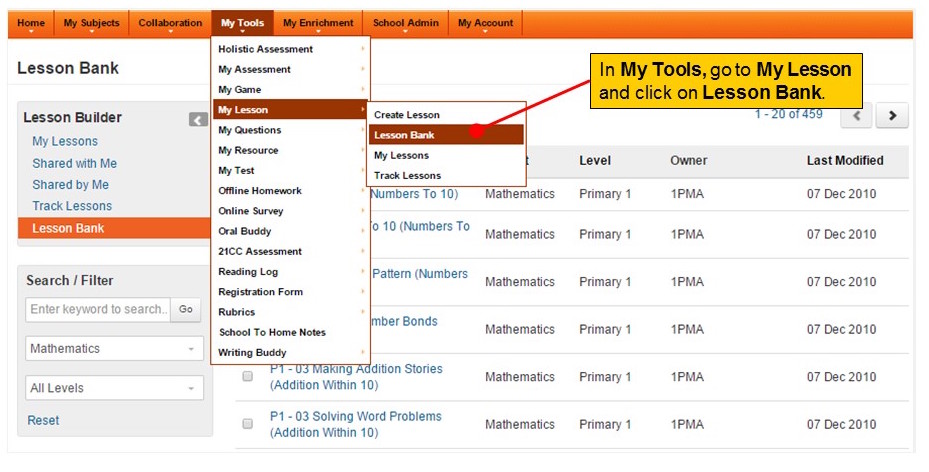 Home My Subjects Collaboration My Tools My Enrichment School Admin My Account
Lesson Bank
In My Tools, go to My Lesson
and click on Lesson Bank.
Lesson Builder
My Lessons
Shared with Me
Shared by Me
Track Lessons
Lesson Bank
Search / Filter
Enter keyword to search.. Go
Mathematics
All Levels
Reset
Holistic Assessment
My Assessment
My Game
My Lesson
My Questions
My Resource
My Test
Offline Homework
Online Survey
Oral Buddy
21CC Assessment
Reading Log
Registration Form
Rubrics
School To Home Notes
Writing Buddy
Create Lesson
Lesson Bank
My Lessons
Track Lessons
1 - 20 of 459
Level Owner Last Modified
Numbers To 10) Mathematics Primary 1 1PMA 07 Dec 2010
To 10 (Numbers To Mathematics Primary 1 1PMA 07 Dec 2010
Pattern (Numbers Mathematics Primary 1 1PMA 07 Dec 2010
mber Bonds Mathematics Primary 1 1PMA 07 Dec 2010
P1 - 03 Making Addition Stories
(Addition Within 10) Mathematics Primary 1 1PMA 07 Dec 2010
P1 - 03 Solving Word Problems
(Addition Within 10) Mathematics Primary 1 1PMA 07 Dec 2010